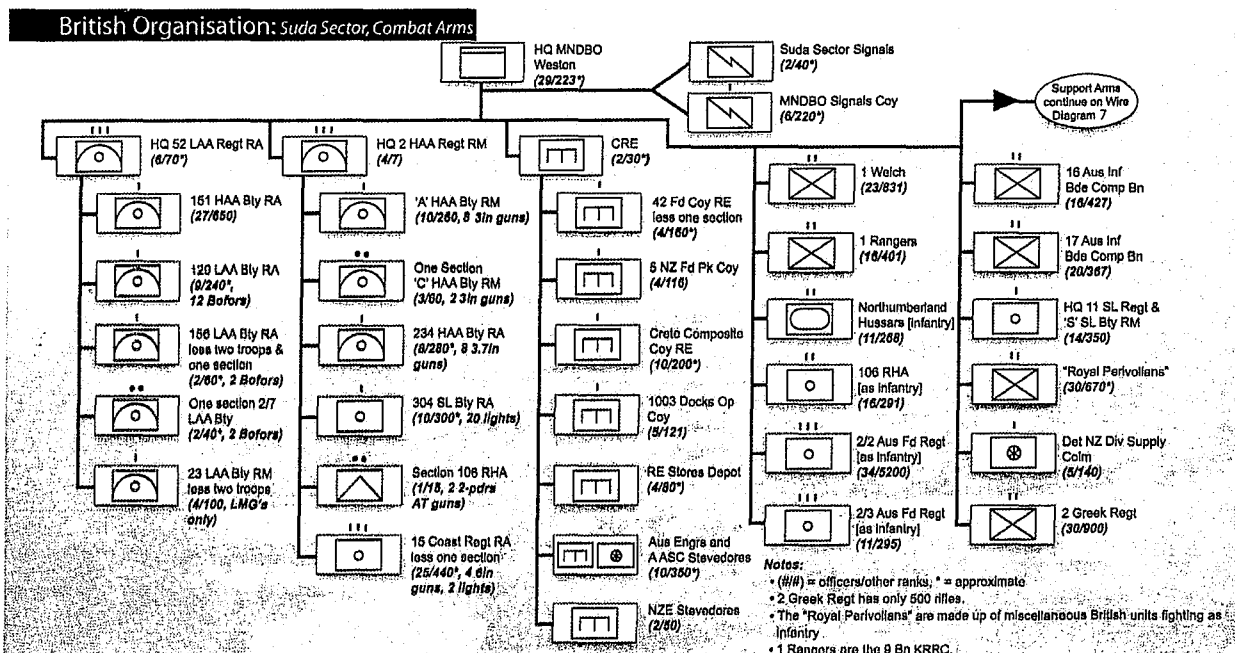 British Organisation: Suda Sector, Combat Arms
HQ MNDBO
Weston
(29/223*)
Suda Sector Signals
(2/40*)
MNDBO Signals Coy
(6/220*)
Support Arms
continue on Wire
Diagram 7
HQ 52 LAA Regt RA
(6/70*)
151 HAA Bty RA
(27/650)
120 LAA Bty RA
(9/240*,
12 Bofors)
156 LAA Bty RA
less two troops &
one section
(2/60*, 2 Bofors)
One section 2/7
LAA Bty
(2/40*, 2 Bofors)
23 LAA Bty RM
less two troops
(4/100, LMG's
only)
HQ 2 HAA Regt RM
(4/7)
'A' HAA Bty RM
(10/260, 8 3in guns)
One Section
'C' HAA Bty RM
(3/60, 2 3in guns)
234 HAA Bty RA
(8/280*, 8 3.7in
guns)
304 SL Bty RA
(10/300*, 20 lights)
Section 106 RHA
(1/15, 2 2-pdrs
AT guns)
15 Coast Regt RA
less one section
(25/440*, 4 6in
guns, 2 lights)
CRE
(2/30*)
42 Fd Coy RE
less one section
(4/160*)
5 NZ Fd Pk Coy
(4/116)
Crete Composite
Coy RE
(10/200*)
1003 Docks Op
Coy
(5/121)
RE Stores Depot
(4/80*)
Aus Engrs and
AASC Stevedores
(10/350*)
NZE Stevedores
(2/60)
1 Welch
(23/831)
1 Rangers
(16/401)
Northumberland
Hussars [infantry]
(11/268)
106 RHA
[as infantry]
(16/291)
2/2 Aus Fd Regt
[as infantry]
(34/5200)
2/3 Aus Fd Regt
[as infantry]
(11/295)
16 Aus Inf
Bde Comp Bn
(16/427)
17 Aus Inf
Bde Comp Bn
(20/367)
HQ 11 SL Regt &
'S' SL Bty RM
(14/350)
"Royal Perivolians"
(30/670*)
Det NZ Div Supply
Colm
(5/140)
2 Greek Regt
(30/900)
Notes:
• (#/#) = officers/other ranks, * = approximate
• 2 Greek Regt has only 500 rifles.
• The "Royal Perivolians" are made up of miscellaneous British units fighting as
infantry
• 1 Rangers are the 9 Bn KRRC.